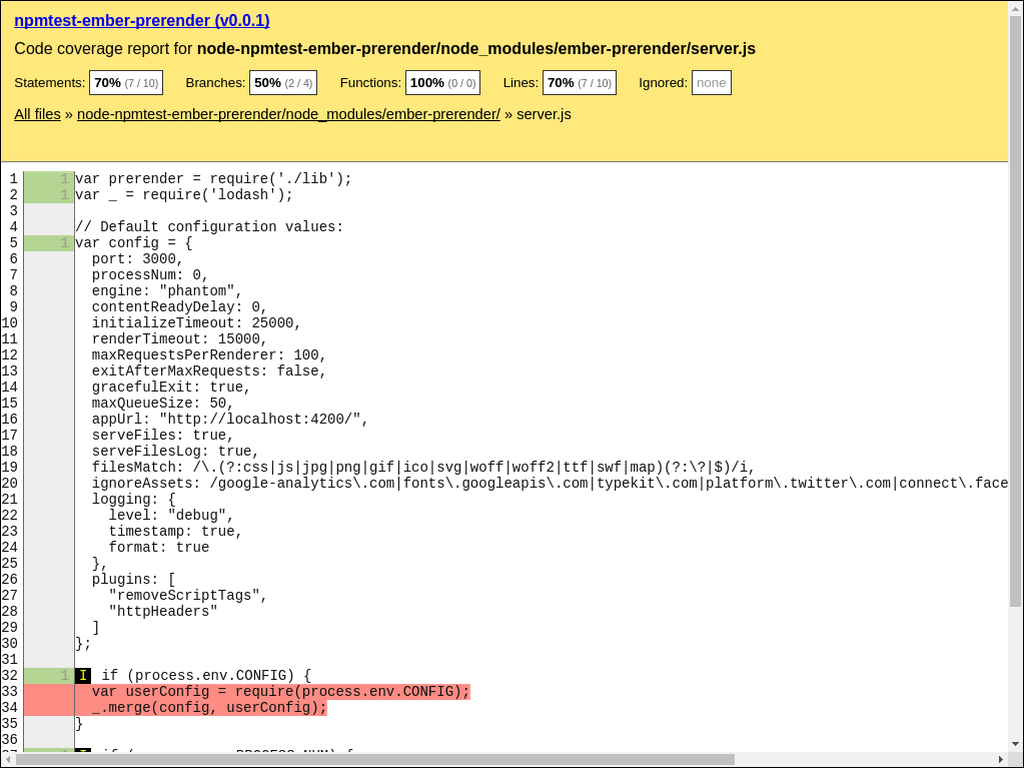 npmtest-ember-prerender (v0.0.1)
Code coverage report for node-npmtest-ember-prerender/node_modules/ember-prerender/server.js
Statements: 70% (7 / 10) Branches: 50% (2 / 4) Functions: 100% (0 / 0) Lines: 70% (7 / 10) Ignored: none
All files » node-npmtest-ember-prerender/node_modules/ember-prerender/ » server.js
1 1 var prerender = require('./lib');
2 1 var _ = require('lodash');
3
4 // Default configuration values:
5 1 var config = {
6 port: 3000,
7 processNum: 0,
8 engine: "phantom",
9 contentReadyDelay: 0,
10 initializeTimeout: 25000,
11 renderTimeout: 15000,
12 maxRequestsPerRenderer: 100,
13 exitAfterMaxRequests: false,
14 gracefulExit: true,
15 maxQueueSize: 50,
16 appUrl: "http://localhost:4200/",
17 serveFiles: true,
18 serveFilesLog: true,
19 filesMatch: /\.(?:css|js|jpg|png|gif|ico|svg|woff|woff2|ttf|swf|map)(?:\?|$)/i,
20 ignoreAssets: /google-analytics\.com|fonts\.googleapis\.com|typekit\.com|platform\.twitter\.com|connect\.face
21 logging: {
22 level: "debug",
23 timestamp: true,
24 format: true
25 },
26 plugins: [
27 "removeScriptTags",
28 "httpHeaders"
29 ]
30 };
31
32 1 I if (process.env.CONFIG) {
33 var userConfig = require(process.env.CONFIG);
34 _.merge(config, userConfig);
35 }
36